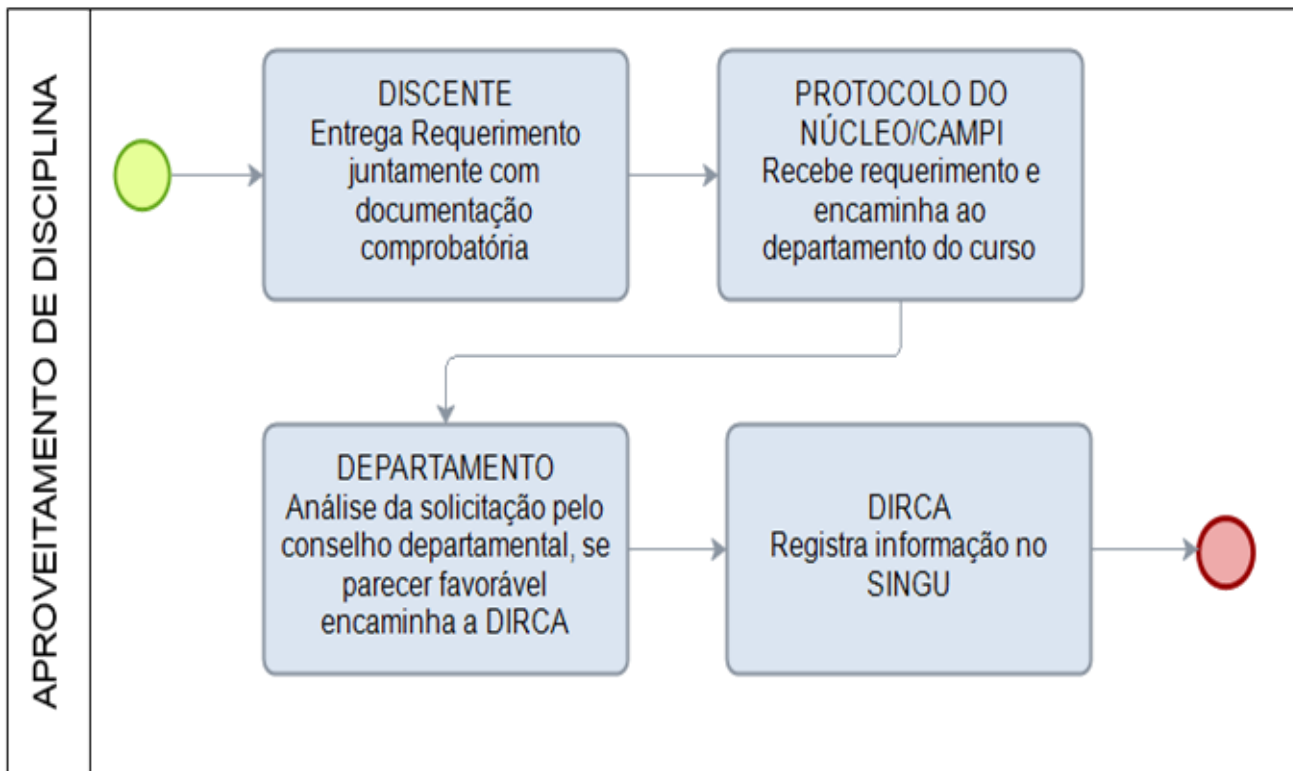 APROVEITAMENTO DE DISCIPLINA
DISCENTE
Entrega Requerimento
juntamente com
documentação
comprobatória
PROTOCOLO DO
NÚCLEO/CAMPI
Recebe requerimento e
encaminha ao
departamento do curso
DEPARTAMENTO
Análise da solicitação pelo
conselho departamental, se
parecer favorável
encaminha a DIRCA
DIRCA
Registra informação no
SINGU